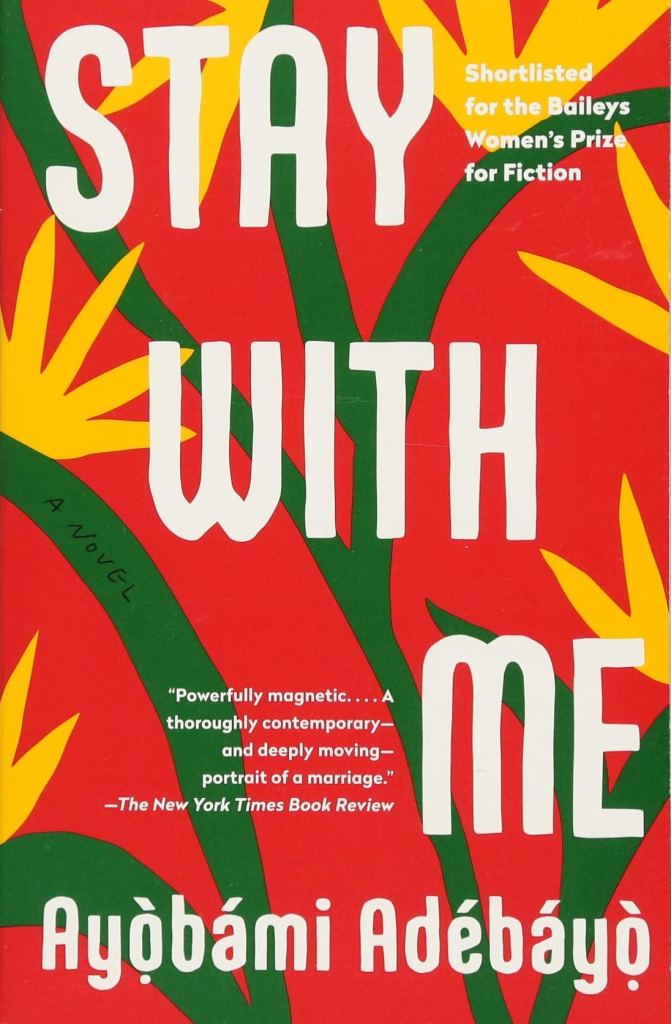 STAY
Shortlisted
for the Baileys
Women's Prize
for Fiction
WITH
A NOVEL
ME
“Powerfully magnetic. . . . A
thoroughly contemporary—
and deeply moving—
portrait of a marriage.”
—The New York Times Book Review
Ayọ̀bámi Adébáyọ̀